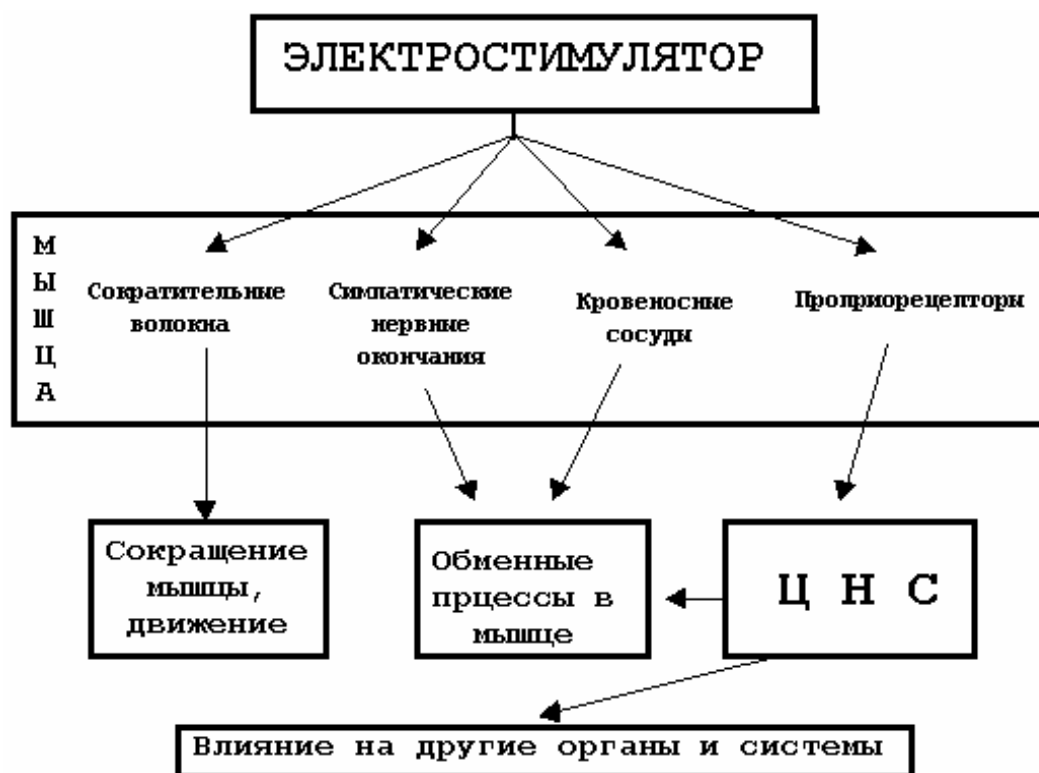 ЭЛЕКТРОСТИМУЛЯТОР
М
Ы
Ш
Ц
А
Сократительные
волокна
Симпатические
нервные
окончания
Кровеносные
сосуды
Проприорецепторы
Сокращение
мышцы,
движение
Обменные
прцессы в
мышце
Ц Н С
Влияние на другие органы и системы